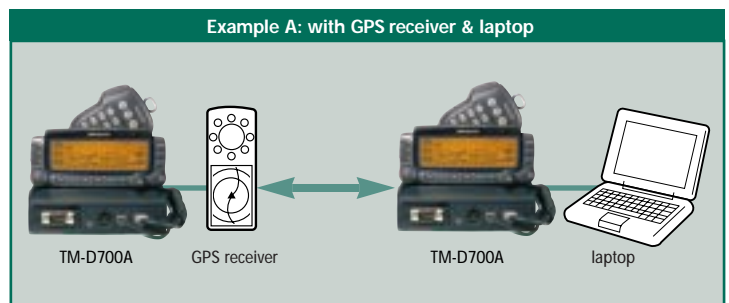 Example A: with GPS receiver & laptop
TM-D700A
GPS receiver
TM-D700A
laptop